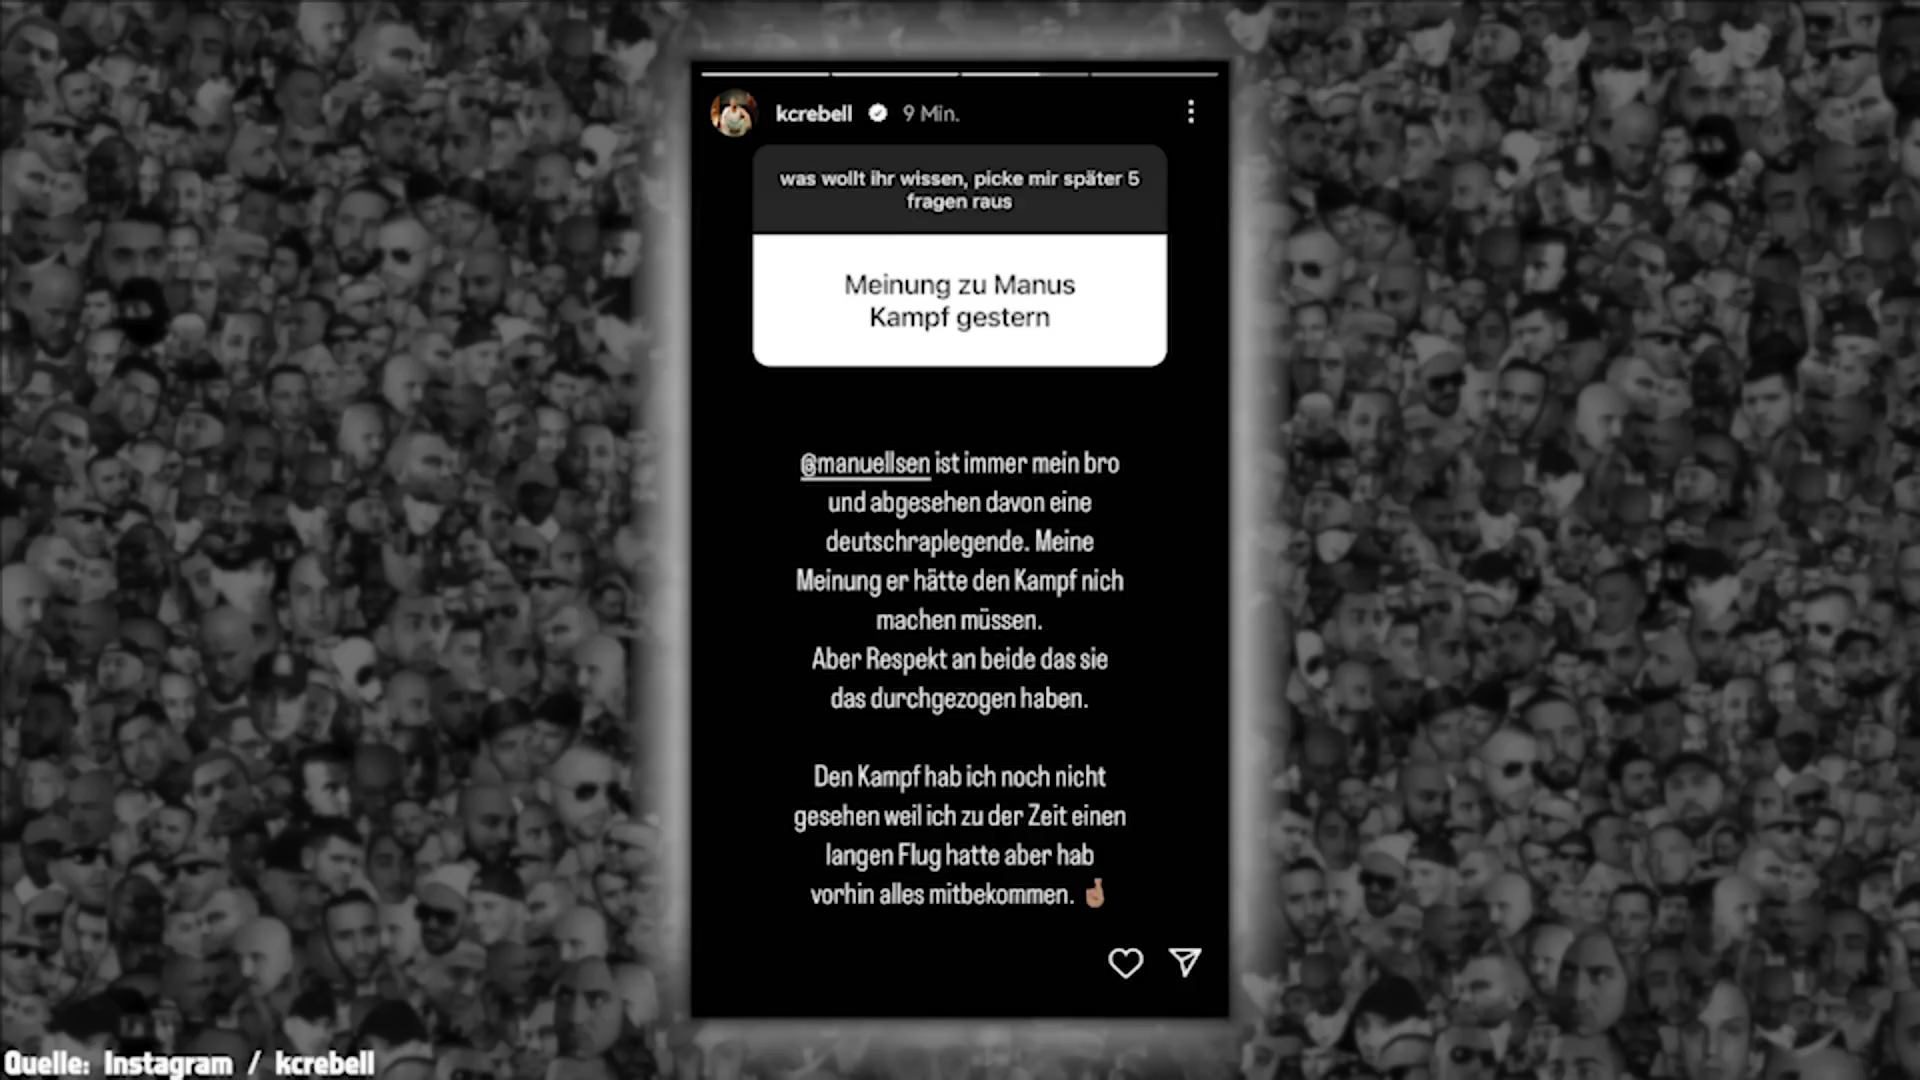 kcrebell 9 Min.
was wollt ihr wissen, picke mir später 5
fragen raus
Meinung zu Manus
Kampf gestern
@manuellsen ist immer mein bro
und abgesehen davon eine
deutschraplegende. Meine
Meinung er hätte den Kampf nich
machen müssen.
Aber Respekt an beide das sie
das durchgezogen haben.
Den Kampf hab ich noch nicht
gesehen weil ich zu der Zeit einen
langen Flug hatte aber hab
vorhin alles mitbekommen. 🤞🏽
Quelle: Instagram / kcrebell